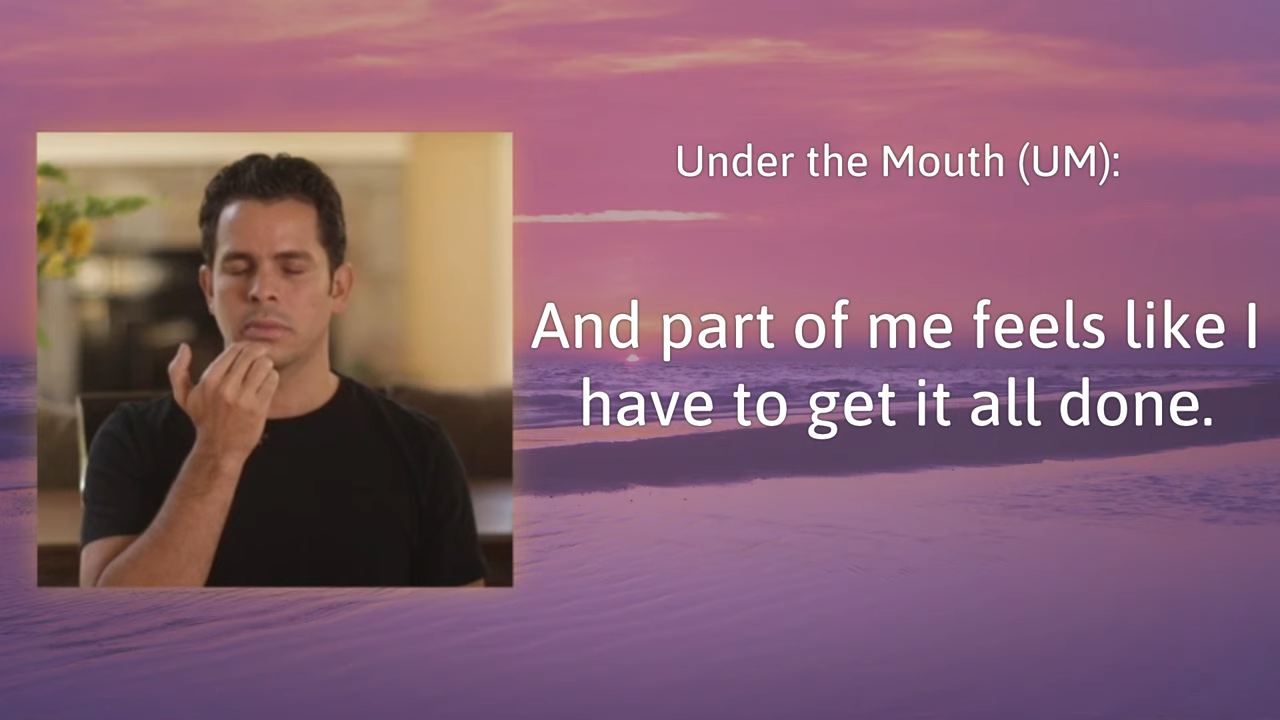 Under the Mouth (UM):
And part of me feels like I
have to get it all done.